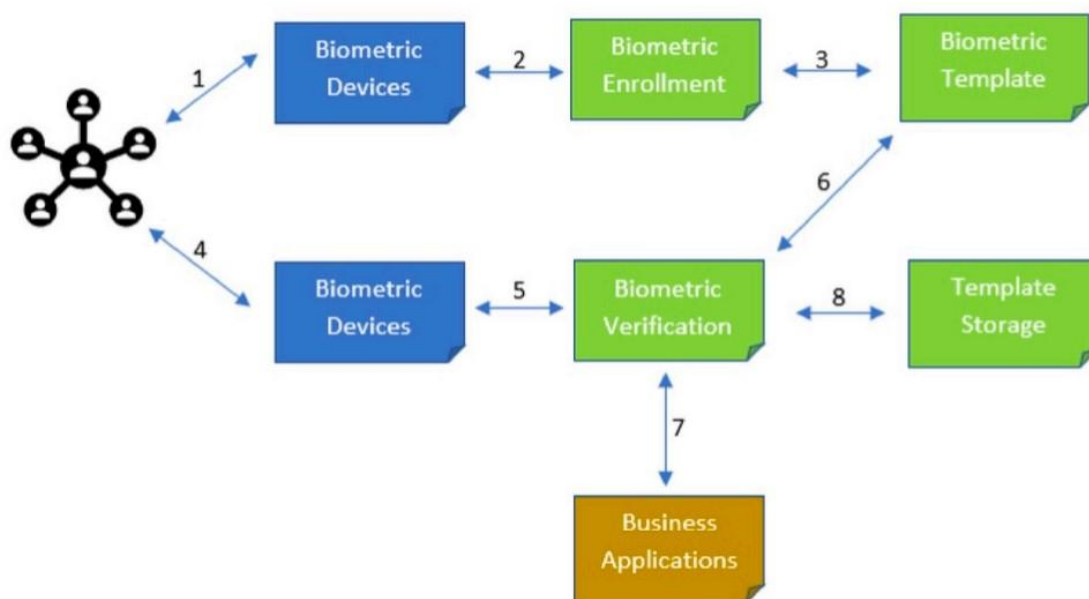 Biometric
Devices
Biometric
Enrollment
Biometric
Template
1
2
3
6
4
Biometric
Devices
5
Biometric
Verification
8
Template
Storage
7
Business
Applications